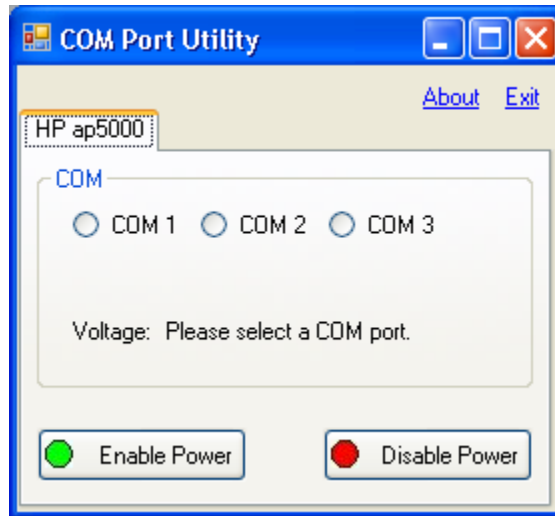 COM Port Utility
About Exit
HP ap5000
COM
COM 1 COM 2 COM 3
Voltage: Please select a COM port.
Enable Power Disable Power